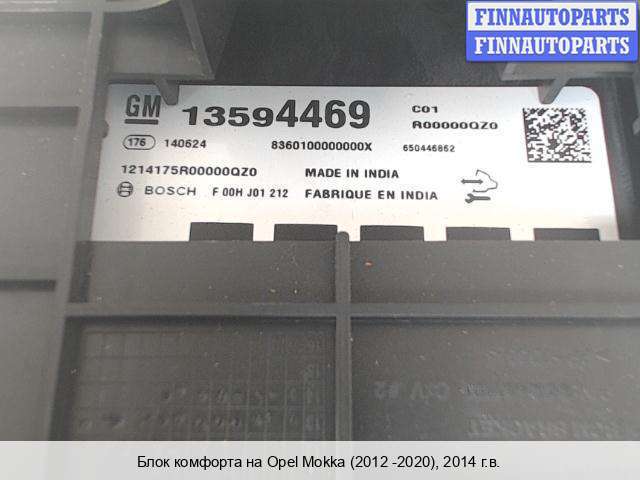 FINNAUTOPARTS
FINNAUTOPARTS
GM 13594469 C01
R00000QZ0
176 140624 8360100000000X 650446862
1214175R00000QZ0 MADE IN INDIA
BOSCH F 00H J01 212 FABRIQUE EN INDIA
Блок комфорта на Opel Mokka (2012 -2020), 2014 г.в.